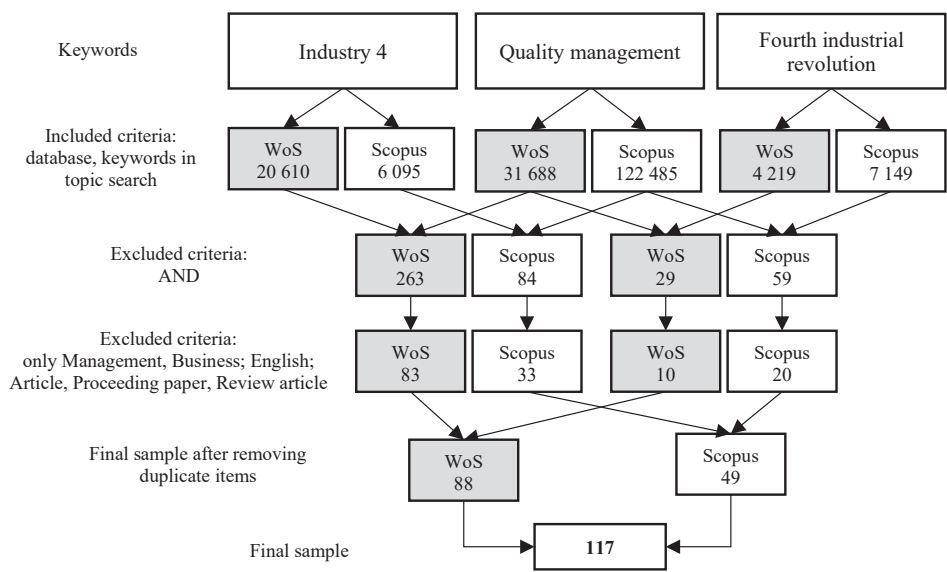 Keywords
Industry 4
Quality management
Fourth industrial
revolution
Included criteria:
database, keywords in
topic search
WoS
20 610
Scopus
6 095
WoS
31 688
Scopus
122 485
WoS
4 219
Scopus
7 149
Excluded criteria:
AND
WoS
263
Scopus
84
WoS
29
Scopus
59
Excluded criteria:
only Management, Business; English;
Article, Proceeding paper, Review article
WoS
83
Scopus
33
WoS
10
Scopus
20
Final sample after removing
duplicate items
WoS
88
Scopus
49
Final sample
117